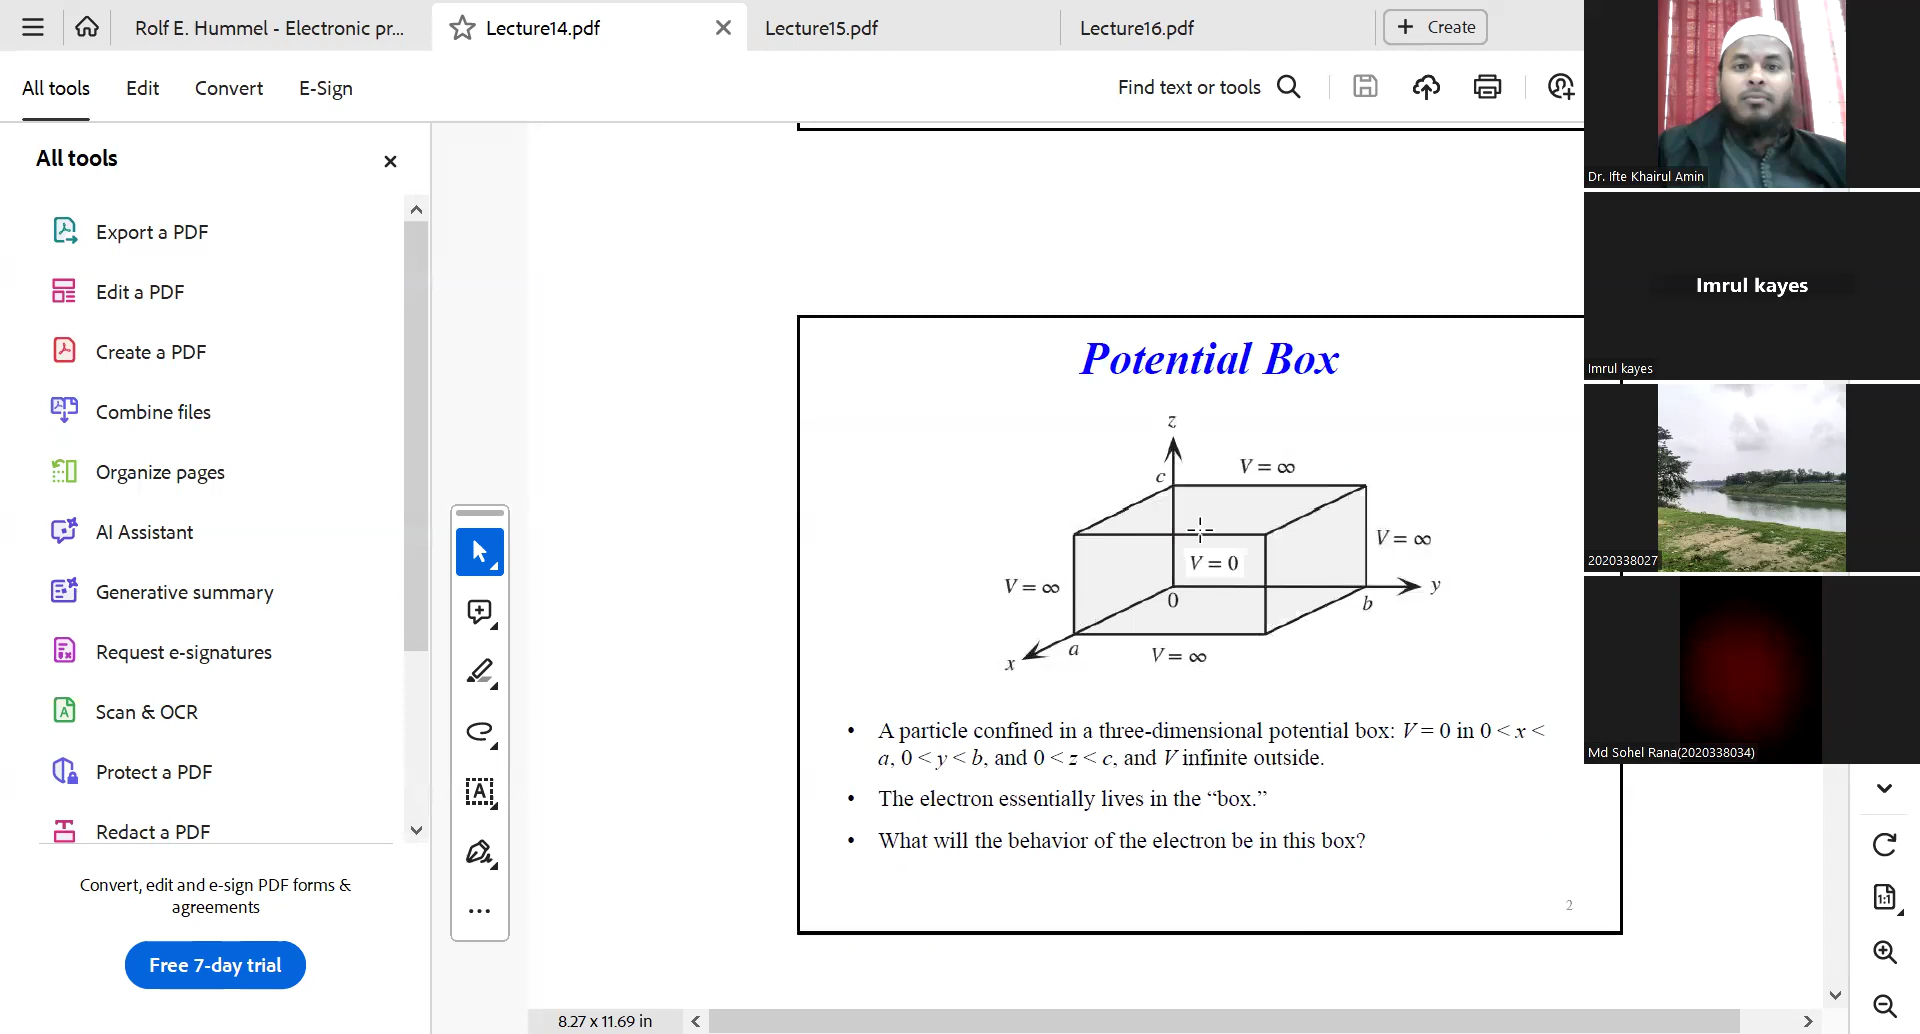 Rolf E. Hummel - Electronic pr...
Lecture14.pdf
Lecture15.pdf
Lecture16.pdf
+ Create
All tools
Edit
Convert
E-Sign
Find text or tools
All tools
Export a PDF
Edit a PDF
Create a PDF
Combine files
Organize pages
AI Assistant
Generative summary
Request e-signatures
Scan & OCR
Protect a PDF
Redact a PDF
Convert, edit and e-sign PDF forms &
agreements
Free 7-day trial
A
Potential Box
z
c
V = ∞
V = ∞
V = 0
V = ∞
0
b
y
a
x
V = ∞
• A particle confined in a three-dimensional potential box: V = 0 in 0 < x <
a, 0 < y < b, and 0 < z < c, and V infinite outside.
• The electron essentially lives in the “box.”
• What will the behavior of the electron be in this box?
2
8.27 x 11.69 in
Dr. Ifte Khairul Amin
Imrul kayes
Imrul kayes
2020338027
Md Sohel Rana(2020338034)
1:1